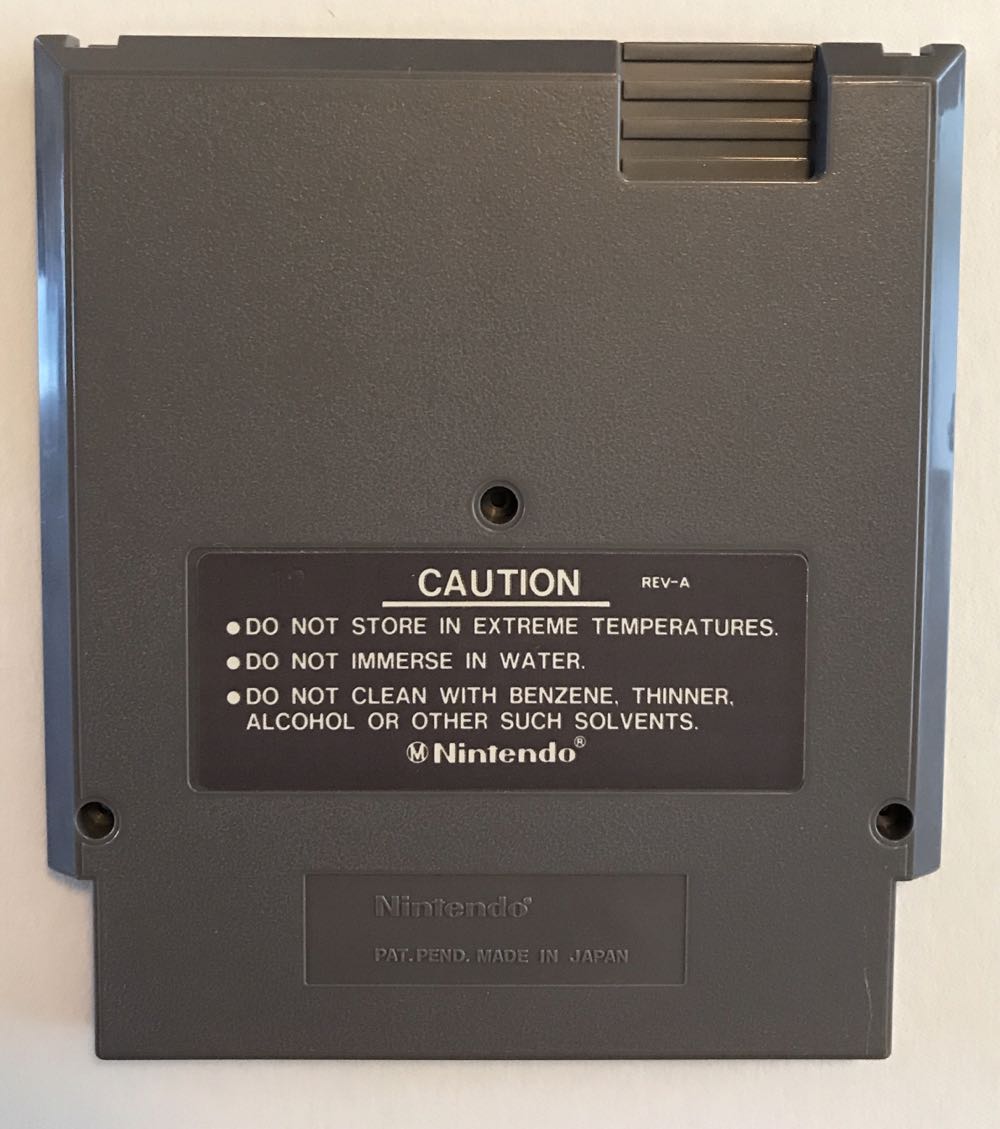 CAUTION REV-A
●DO NOT STORE IN EXTREME TEMPERATURES.
●DO NOT IMMERSE IN WATER.
●DO NOT CLEAN WITH BENZENE, THINNER,
ALCOHOL OR OTHER SUCH SOLVENTS.
Ⓜ Nintendo®
Nintendo®
PAT. PEND. MADE IN JAPAN